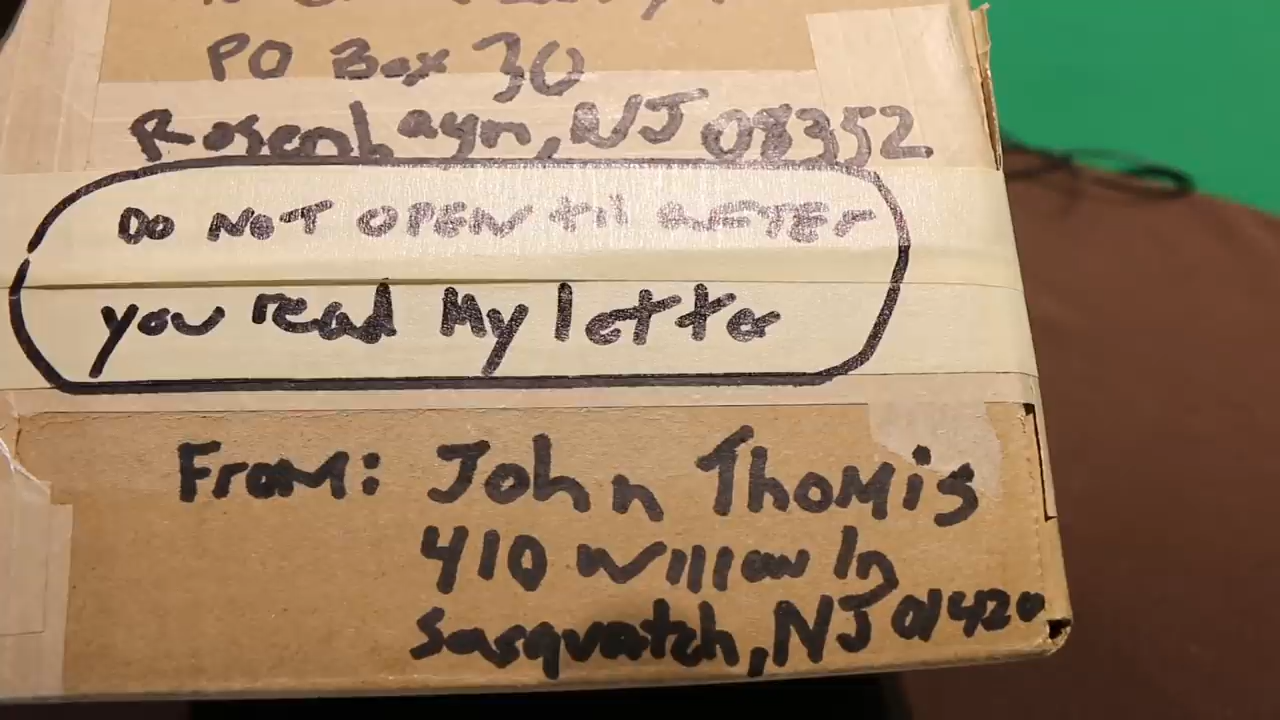 PO Box 30
Rosenhayn, NJ 08352
DO NOT OPEN til AFTER
you read My letter
From: John Thomis
410 Willow ln
Sasquatch, NJ 01420